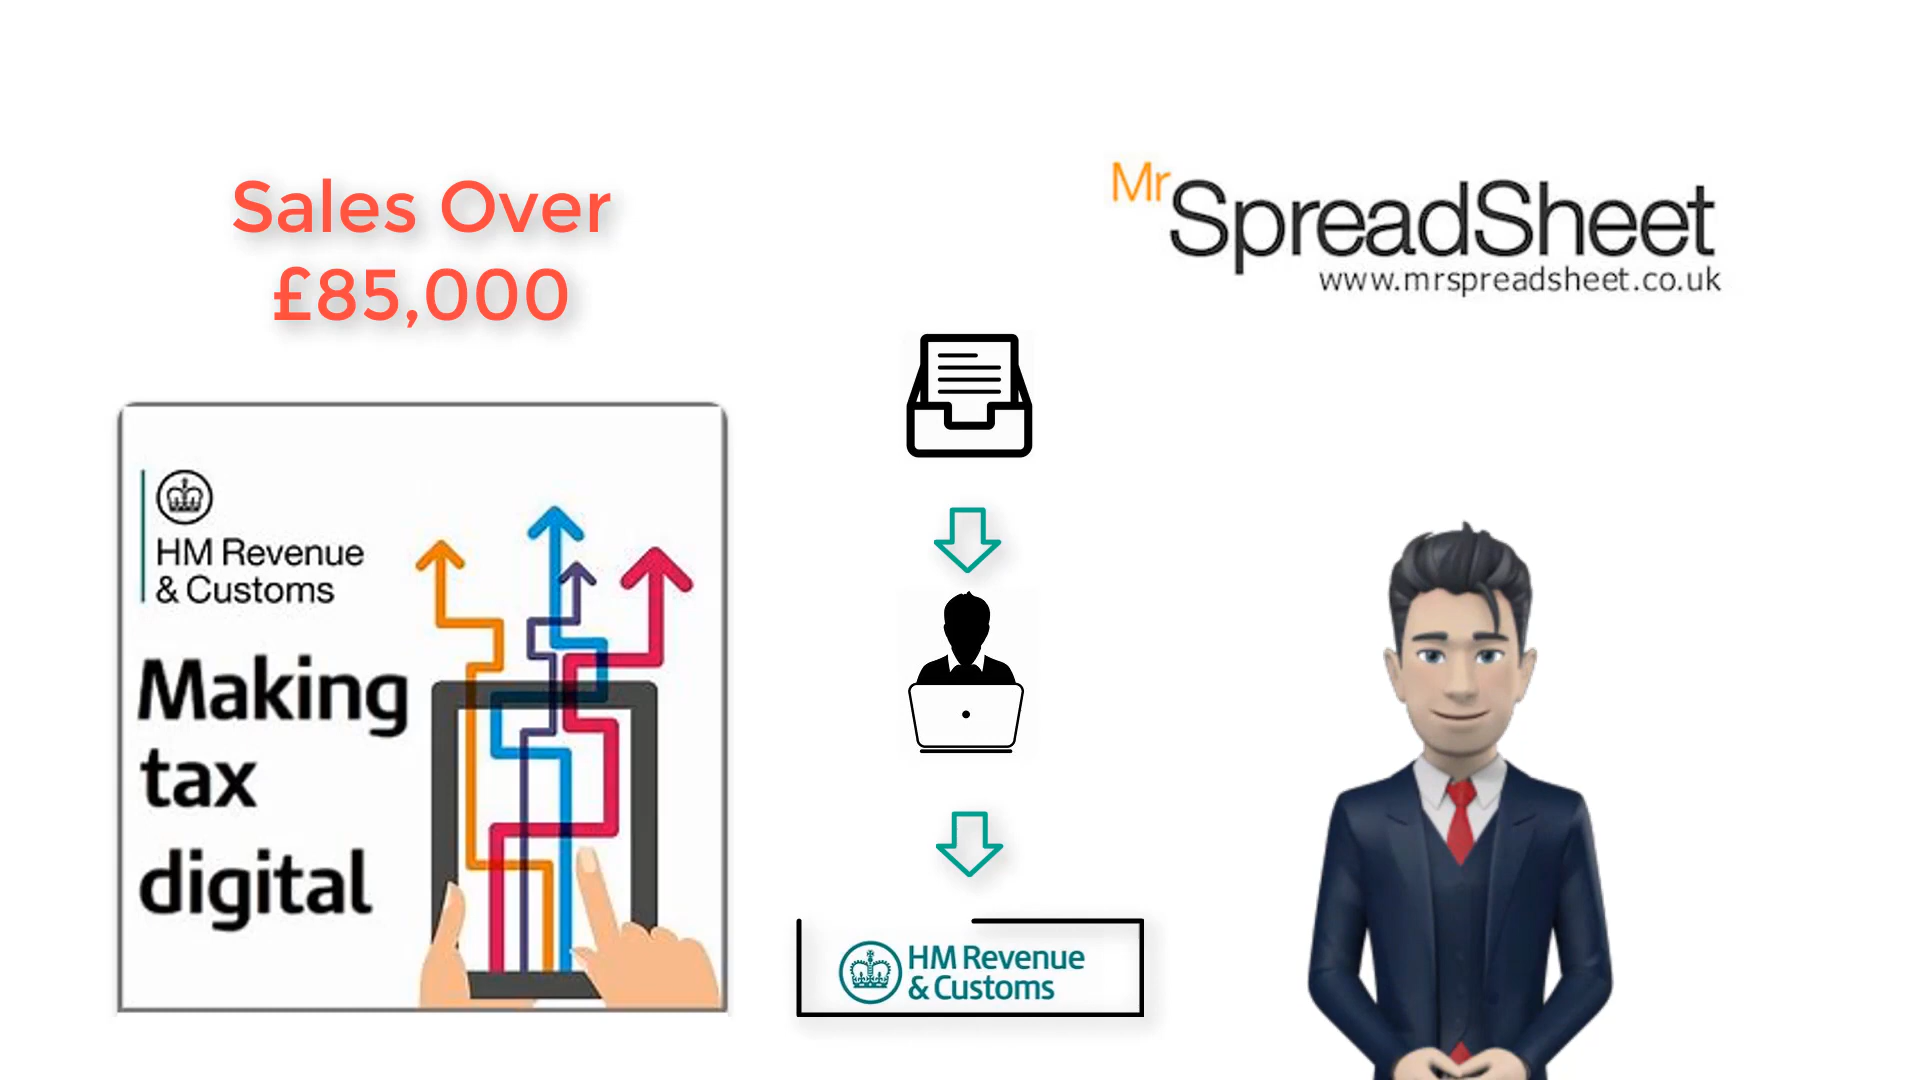 Sales Over
£85,000
Mr
SpreadSheet
www.mrspreadsheet.co.uk
HM Revenue
& Customs
Making
tax
digital
HM Revenue
& Customs